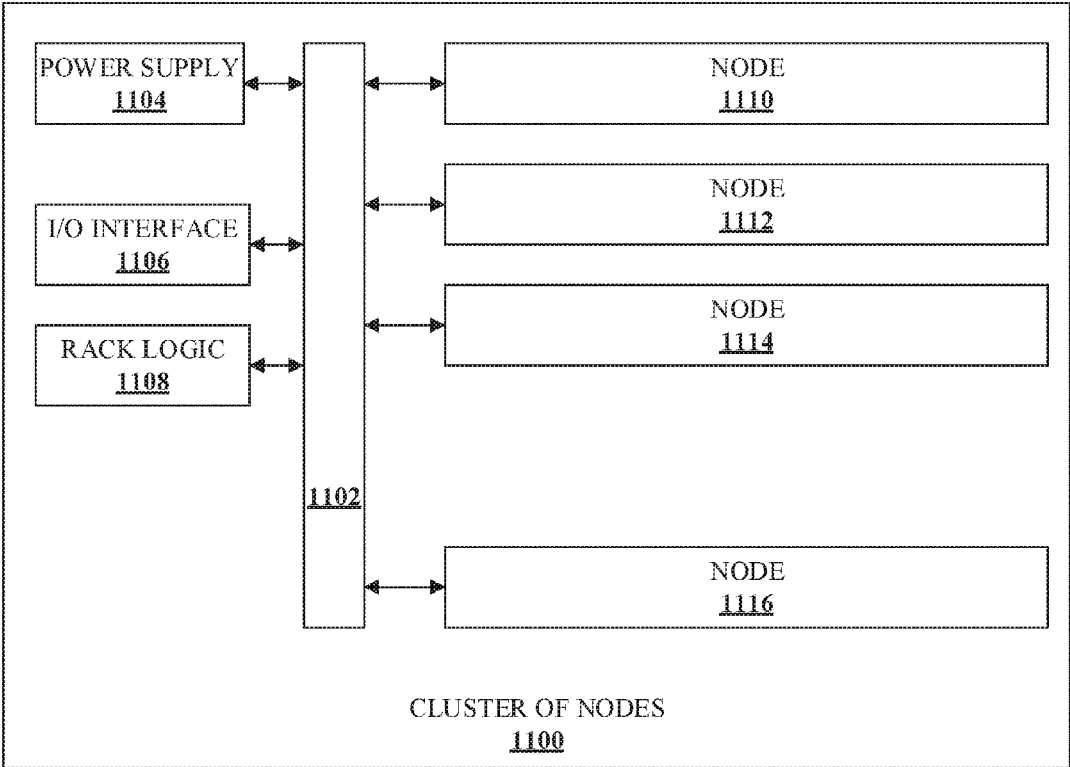 POWER SUPPLY
1104
I/O INTERFACE
1106
RACK LOGIC
1108
1102
NODE
1110
NODE
1112
NODE
1114
NODE
1116
CLUSTER OF NODES
1100